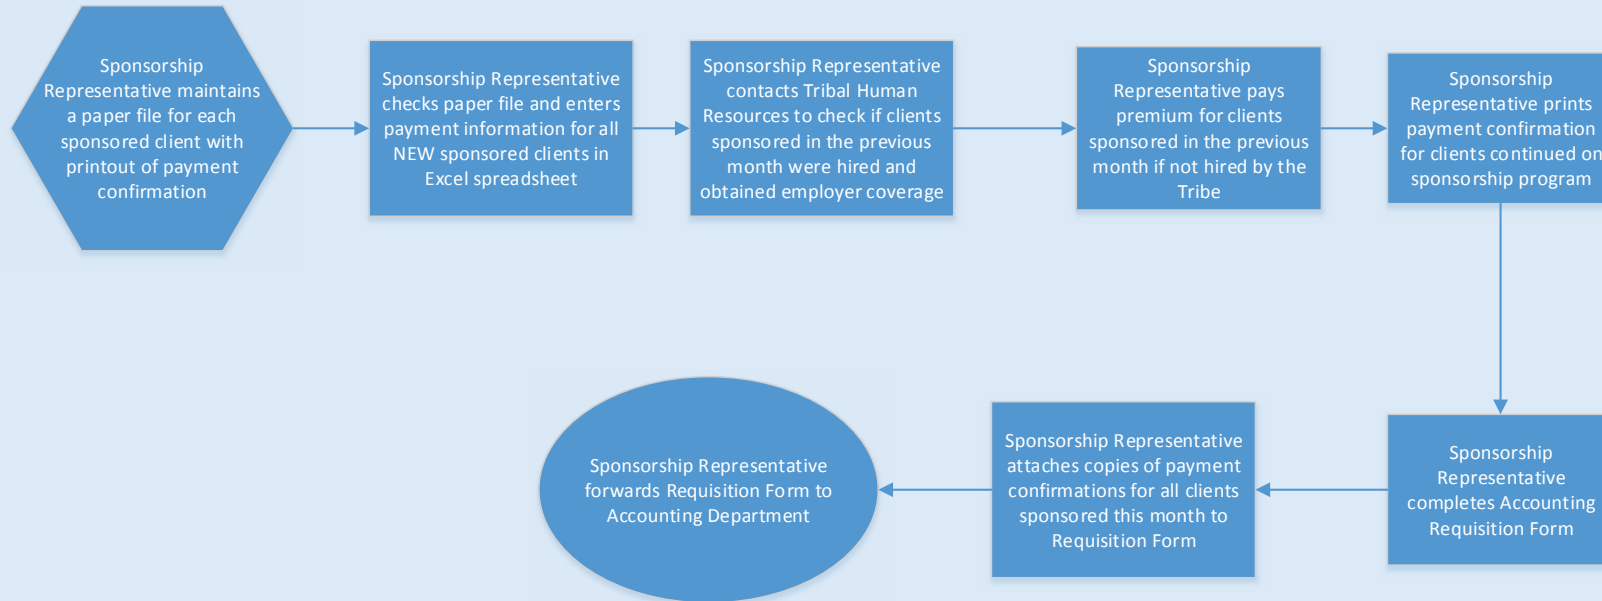 Sponsorship
Representative maintains
a paper file for each
sponsored client with
printout of payment
confirmation
Sponsorship Representative
checks paper file and enters
payment information for all
NEW sponsored clients in
Excel spreadsheet
Sponsorship Representative
contacts Tribal Human
Resources to check if clients
sponsored in the previous
month were hired and
obtained employer coverage
Sponsorship
Representative pays
premium for clients
sponsored in the previous
month if not hired by the
Tribe
Sponsorship
Representative prints
payment confirmation
for clients continued on
sponsorship program
Sponsorship
Representative
completes Accounting
Requisition Form
Sponsorship Representative
attaches copies of payment
confirmations for all clients
sponsored this month to
Requisition Form
Sponsorship Representative
forwards Requisition Form to
Accounting Department